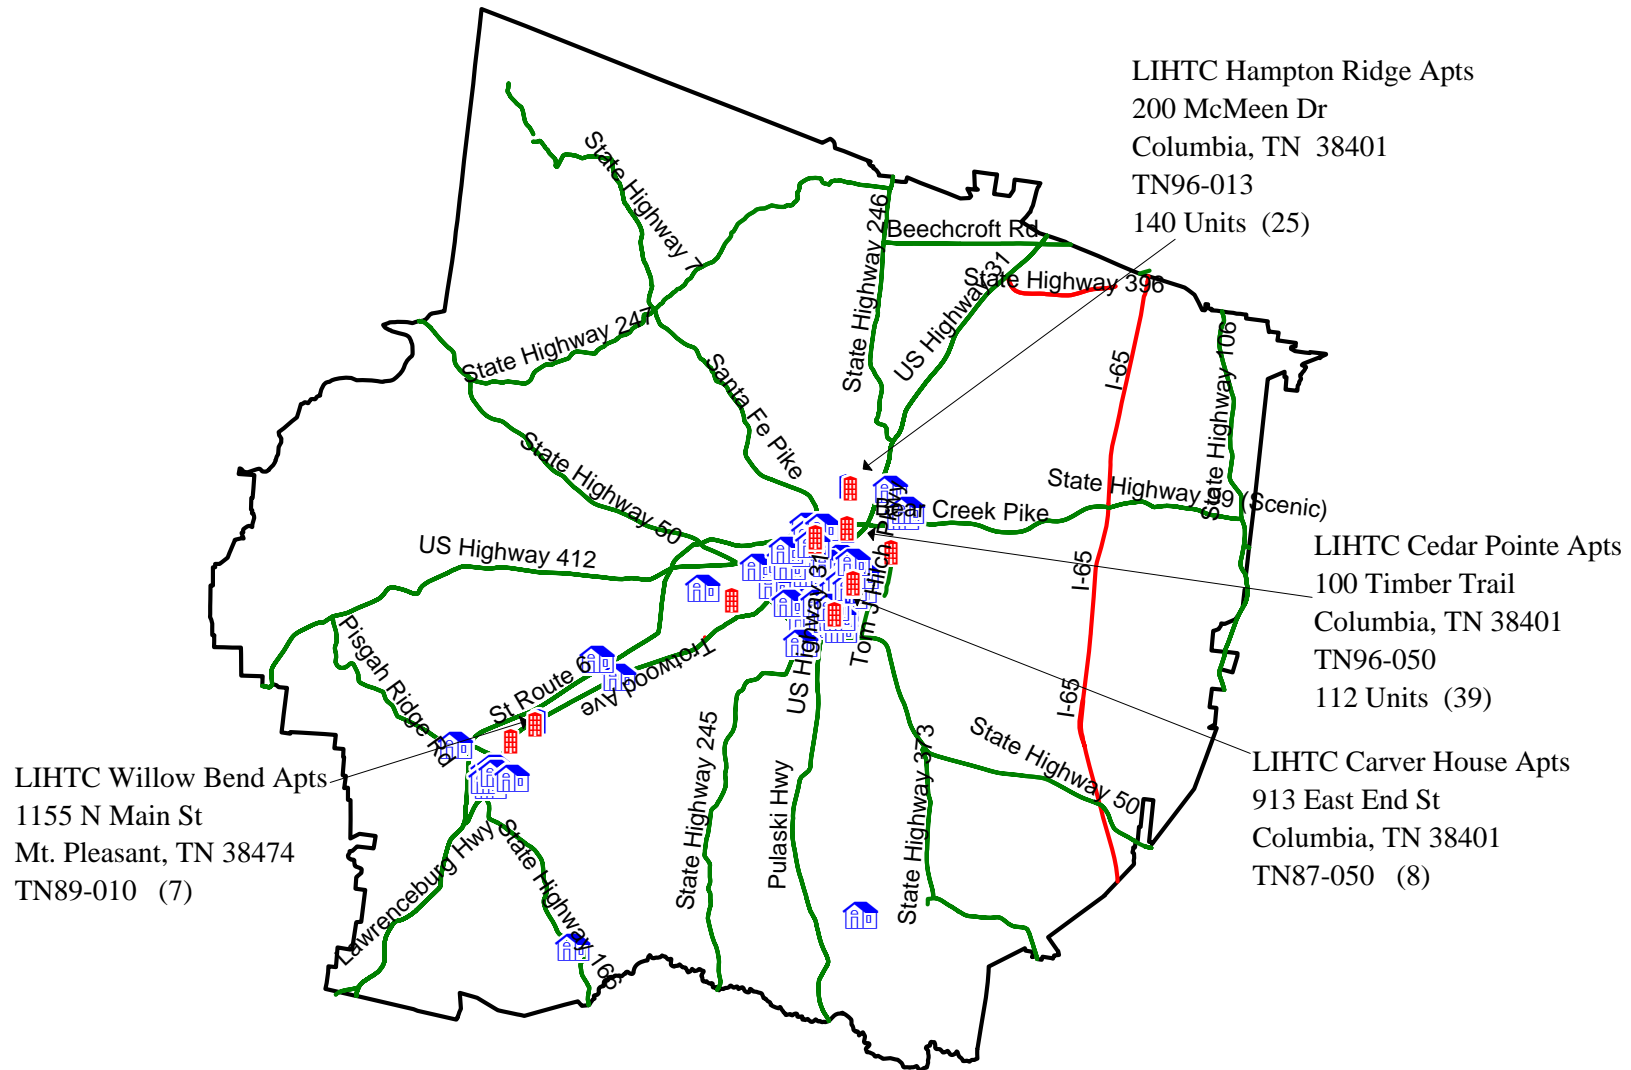 LIHTC Hampton Ridge Apts
200 McMeen Dr
Columbia, TN  38401
TN96-013
140 Units  (25)
State Highway 7
State Highway 246
Beechcroft Rd
US Highway 31
State Highway 396
State Highway 247
State Highway 106
I-65
Santa Fe Pike
State Highway 50
State Highway 99 (Scenic)
Bear Creek Pike
US Highway 412
Tom J Hitch Pkwy
I-65
LIHTC Cedar Pointe Apts
100 Timber Trail
Columbia, TN 38401
TN96-050
112 Units  (39)
Pisgah Ridge Rd
St Route 6
Trotwood Ave
US Highway 31
I-65
State Highway 245
State Highway 373
State Highway 50
LIHTC Willow Bend Apts
1155 N Main St
Mt. Pleasant, TN 38474
TN89-010   (7)
LIHTC Carver House Apts
913 East End St
Columbia, TN 38401
TN87-050   (8)
Pulaski Hwy
Lawrenceburg Hwy
State Highway 166